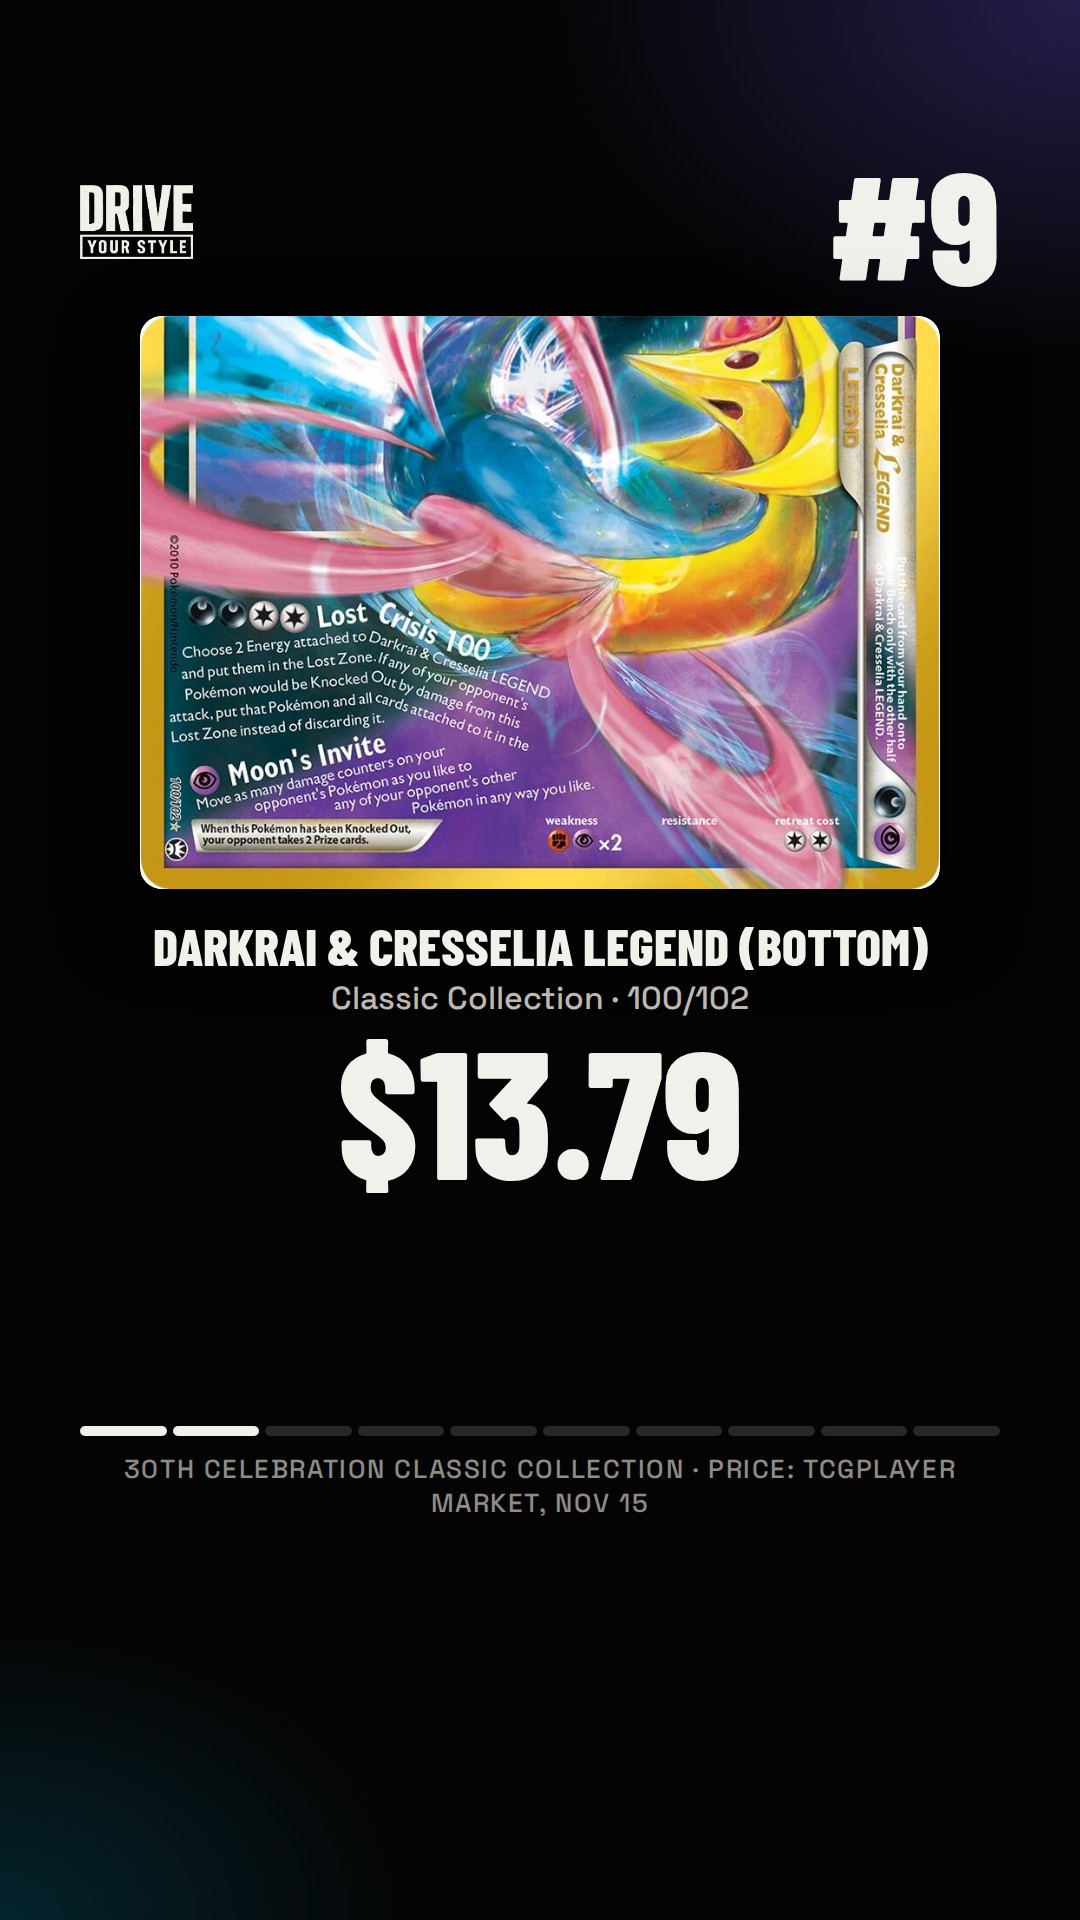 DRIVE
YOUR STYLE
#9
Darkrai &
Cresselia LEGEND
LEGEND
Put this card from your hand onto
your Bench only with the other half
of Darkrai & Cresselia LEGEND.
©2010 Pokémon/Nintendo
Lost Crisis 100
Choose 2 Energy attached to Darkrai & Cresselia LEGEND
and put them in the Lost Zone. If any of your opponent's
Pokémon would be Knocked Out by damage from this
attack, put that Pokémon and all cards attached to it in the
Lost Zone instead of discarding it.
Moon's Invite
Move as many damage counters on your
opponent's Pokémon as you like to
any of your opponent's other
Pokémon in any way you like.
100/102
When this Pokémon has been Knocked Out,
your opponent takes 2 Prize cards.
weakness
×2
resistance
retreat cost
DARKRAI & CRESSELIA LEGEND (BOTTOM)
Classic Collection · 100/102
$13.79
30TH CELEBRATION CLASSIC COLLECTION · PRICE: TCGPLAYER
MARKET, NOV 15